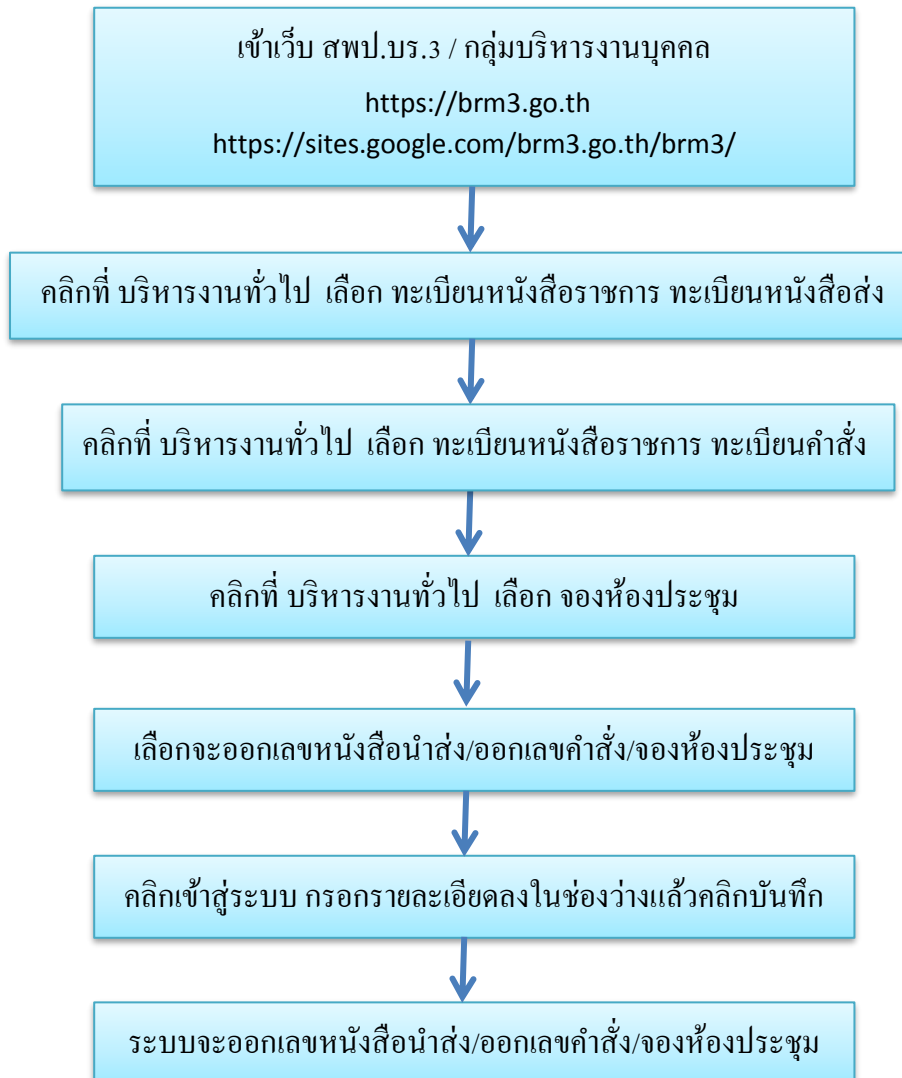 เข้าเว็บ สพป.บร.3 / กลุ่มบริหารงานบุคคล
https://brm3.go.th
https://sites.google.com/brm3.go.th/brm3/
คลิกที่ บริหารงานทั่วไป เลือก ทะเบียนหนังสือราชการ ทะเบียนหนังสือส่ง
คลิกที่ บริหารงานทั่วไป เลือก ทะเบียนหนังสือราชการ ทะเบียนคำสั่ง
คลิกที่ บริหารงานทั่วไป เลือก จองห้องประชุม
เลือกจะออกเลขหนังสือนำส่ง/ออกเลขคำสั่ง/จองห้องประชุม
คลิกเข้าสู่ระบบ กรอกรายละเอียดลงในช่องว่างแล้วคลิกบันทึก
ระบบจะออกเลขหนังสือนำส่ง/ออกเลขคำสั่ง/จองห้องประชุม